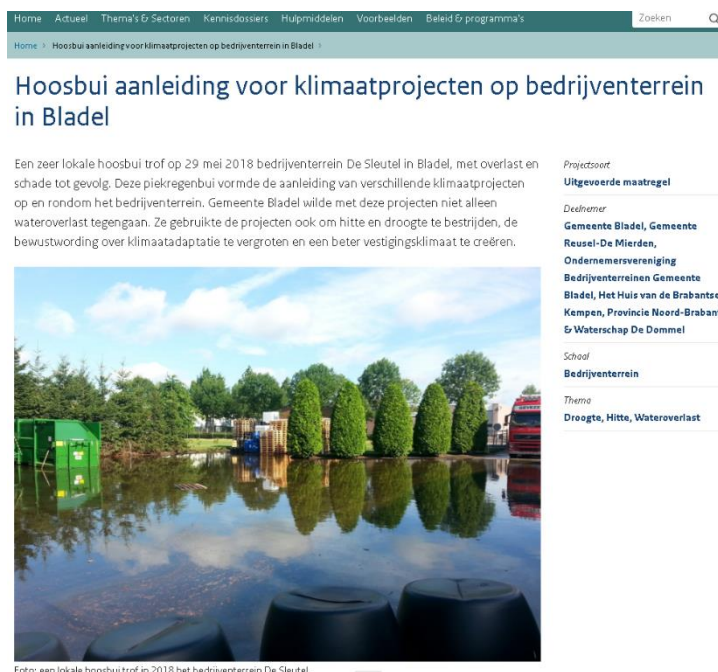 Home Actueel Thema's & Sectoren Kennisdossiers Hulpmiddelen Voorbeelden Beleid & programma's Zoeken
Home Hoosbui aanleiding voor klimaatprojecten op bedrijventerrein in Bladel
Hoosbui aanleiding voor klimaatprojecten op bedrijventerrein
in Bladel
Een zeer lokale hoosbui trof op 29 mei 2018 bedrijventerrein De Sleutel in Bladel, met overlast en
schade tot gevolg. Deze piekregenbui vormde de aanleiding van verschillende klimaatprojecten
op en rondom het bedrijventerrein. Gemeente Bladel wilde met deze projecten niet alleen
wateroverlast tegengaan. Ze gebruikte de projecten ook om hitte en droogte te bestrijden, de
bewustwording over klimaatadaptatie te vergroten en een beter vestigingsklimaat te creëren.
Projectsoort
Uitgevoerde maatregel
Deelnemer
Gemeente Bladel, Gemeente
Reusel-De Mierden,
Ondernemersvereniging
Bedrijventerreinen Gemeente
Bladel, Het Huis van de Brabantse
Kempen, Provincie Noord-Brabant
& Waterschap De Dommel
Schaal
Bedrijventerrein
Thema
Droogte, Hitte, Wateroverlast
Foto: een lokale hoosbui trof in 2018 het bedrijventerrein De Sleutel